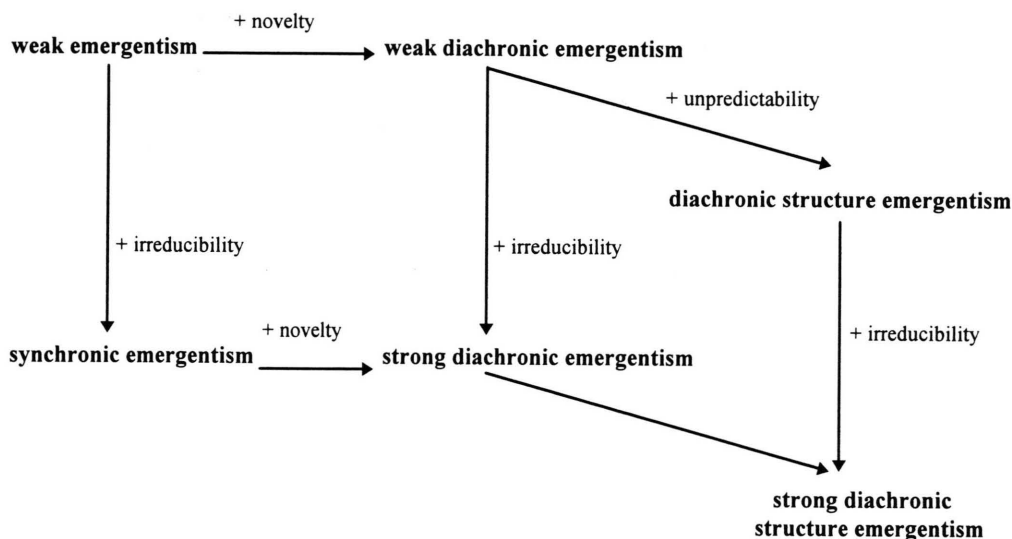 + novelty
weak emergentism
weak diachronic emergentism
+ unpredictability
diachronic structure emergentism
+ irreducibility
+ irreducibility
+ novelty
+ irreducibility
synchronic emergentism
strong diachronic emergentism
strong diachronic
structure emergentism